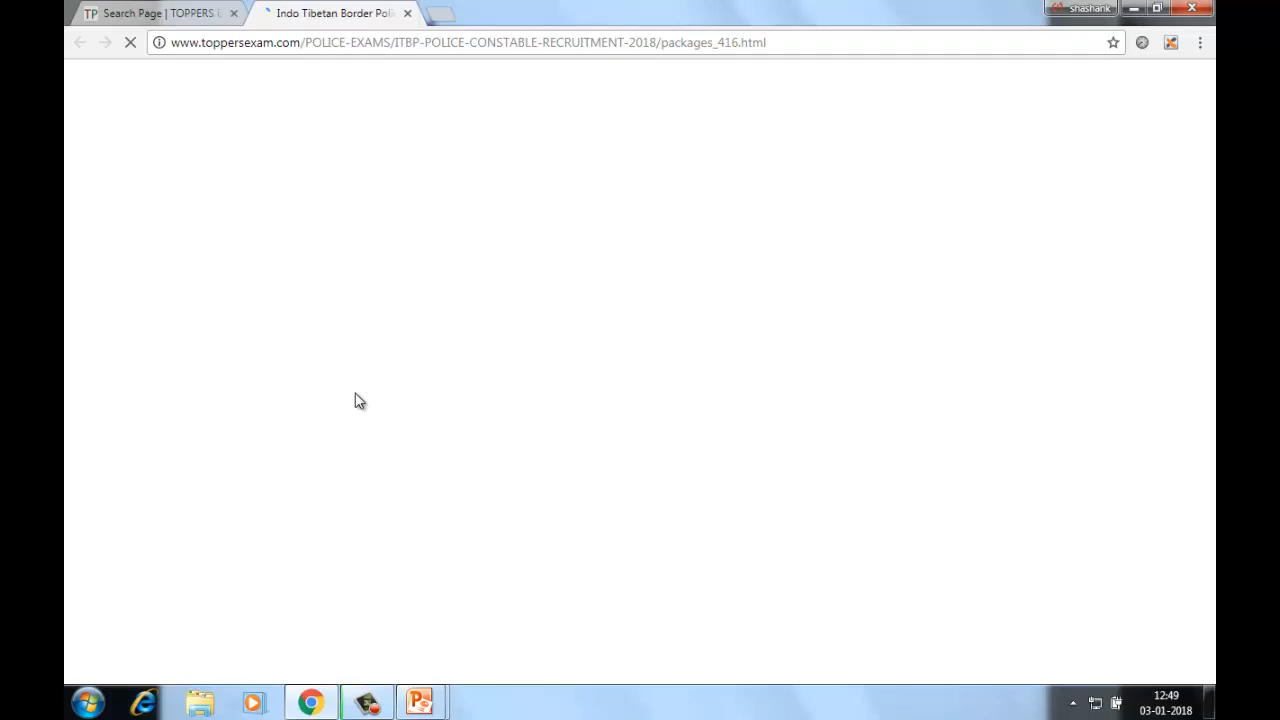 TP Search Page | TOPPERS
Indo Tibetan Border Poli
shashank
www.toppersexam.com/POLICE-EXAMS/ITBP-POLICE-CONSTABLE-RECRUITMENT-2018/packages_416.html
12:49
03-01-2018